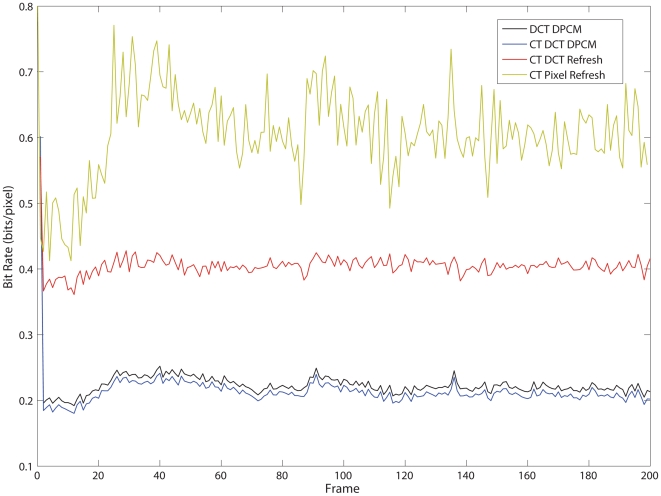 0.8
0.7
0.6
0.5
0.4
0.3
0.2
0.1
Bit Rate (bits/pixel)
DCT DPCM
CT DCT DPCM
CT DCT Refresh
CT Pixel Refresh
0 20 40 60 80 100 120 140 160 180 200
Frame